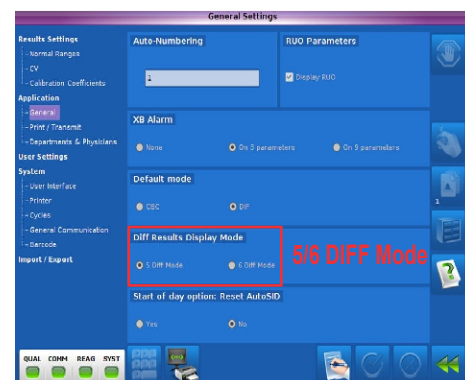 General Settings
Results Settings
Normal Ranges
CV
Calibration Coefficients
Application
General
Print / Transmit
Departments & Physicians
User Settings
System
User Interface
Printer
Cycles
General Communication
Barcode
Import / Export
Auto-Numbering
1
RUO Parameters
Display RUO
XB Alarm
None
On 3 parameters
On 9 parameters
Default mode
CBC
DIF
Diff Results Display Mode
5 Diff Mode
6 Diff Mode
5/6 DIFF Mode
Start of day option: Reset AutoSID
Yes
No
1
QUAL COMM REAG SYST